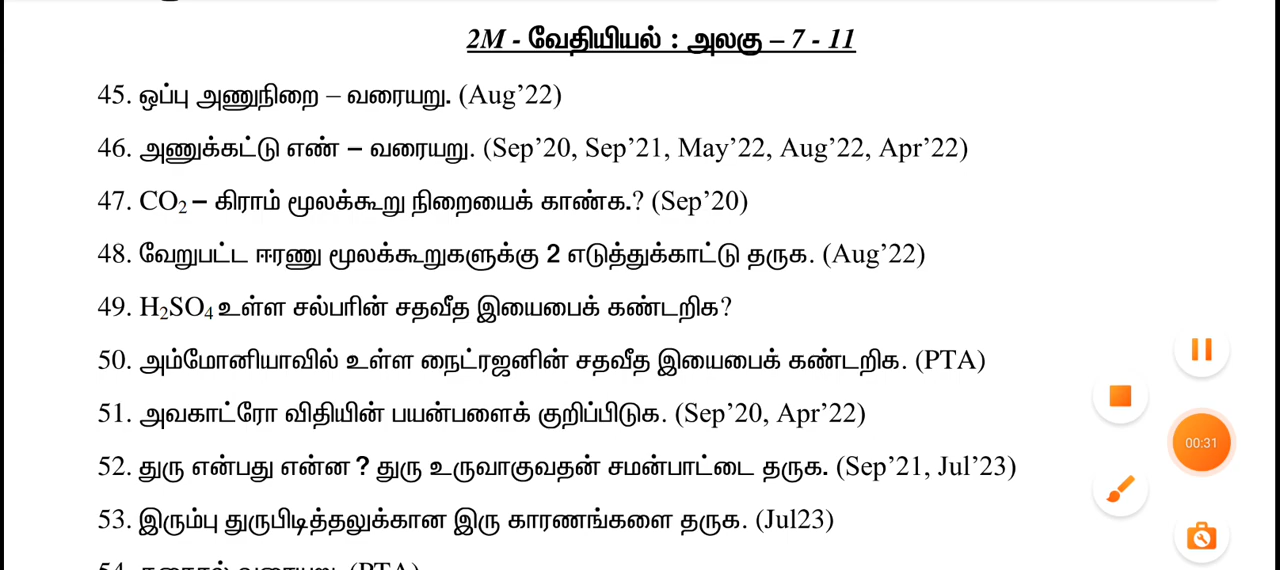 2M - வேதியியல் : அலகு – 7 - 11
45. ஒப்பு அணுநிறை – வரையறு. (Aug’22)
46. அணுக்கட்டு எண் – வரையறு. (Sep’20, Sep’21, May’22, Aug’22, Apr’22)
47. CO₂ – கிராம் மூலக்கூறு நிறையைக் காண்க.? (Sep’20)
48. வேறுபட்ட ஈரணு மூலக்கூறுகளுக்கு 2 எடுத்துக்காட்டு தருக. (Aug’22)
49. H₂SO₄ உள்ள சல்பரின் சதவீத இயைபைக் கண்டறிக?
50. அம்மோனியாவில் உள்ள நைட்ரஜனின் சதவீத இயைபைக் கண்டறிக. (PTA)
51. அவகாட்ரோ விதியின் பயன்பளைக் குறிப்பிடுக. (Sep’20, Apr’22)
52. துரு என்பது என்ன ? துரு உருவாகுவதன் சமன்பாட்டை தருக. (Sep’21, Jul’23)
53. இரும்பு துருபிடித்தலுக்கான இரு காரணங்களை தருக. (Jul23)
00:31